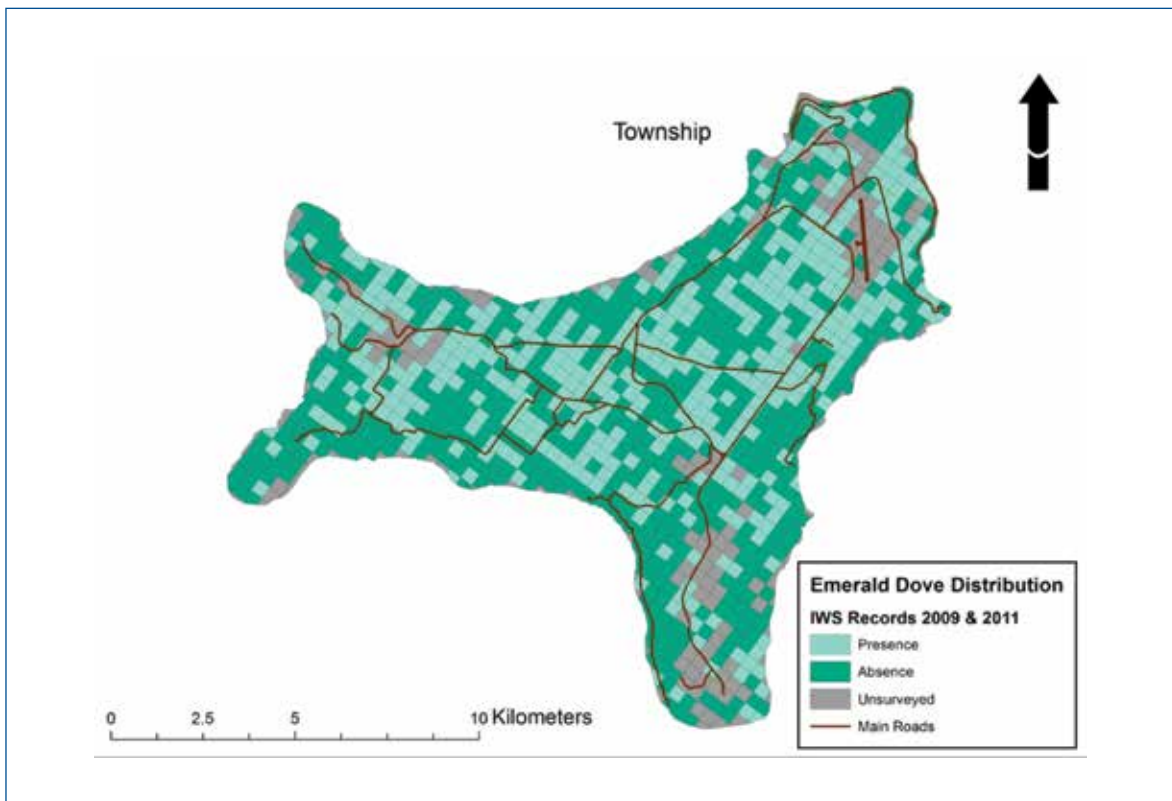 Township
Emerald Dove Distribution
IWS Records 2009 & 2011
Presence
Absence
Unsurveyed
Main Roads
0 2.5 5 10 Kilometers